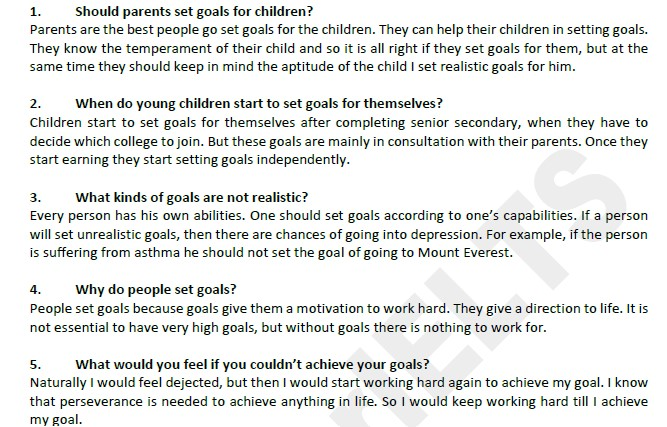 1. Should parents set goals for children?
Parents are the best people go set goals for the children. They can help their children in setting goals.
They know the temperament of their child and so it is all right if they set goals for them, but at the
same time they should keep in mind the aptitude of the child I set realistic goals for him.
2. When do young children start to set goals for themselves?
Children start to set goals for themselves after completing senior secondary, when they have to
decide which college to join. But these goals are mainly in consultation with their parents. Once they
start earning they start setting goals independently.
3. What kinds of goals are not realistic?
Every person has his own abilities. One should set goals according to one's capabilities. If a person
will set unrealistic goals, then there are chances of going into depression. For example, if the person
is suffering from asthma he should not set the goal of going to Mount Everest.
4. Why do people set goals?
People set goals because goals give them a motivation to work hard. They give a direction to life. It is
not essential to have very high goals, but without goals there is nothing to work for.
5. What would you feel if you couldn't achieve your goals?
Naturally I would feel dejected, but then I would start working hard again to achieve my goal. I know
that perseverance is needed to achieve anything in life. So I would keep working hard till I achieve
my goal.
IELTS